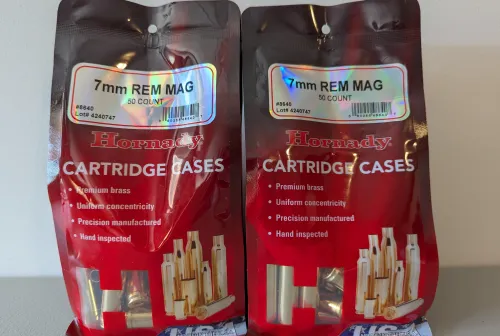 7mm REM MAG
50 COUNT
#8640
Lot# 4240747
Hornady
CARTRIDGE CASES
• Premium brass
• Uniform concentricity
• Precision manufactured
• Hand inspected
7mm REM MAG
50 COUNT
#8640
Lot# 4240747
Hornady
CARTRIDGE CASES
• Premium brass
• Uniform concentricity
• Precision manufactured
• Hand inspected